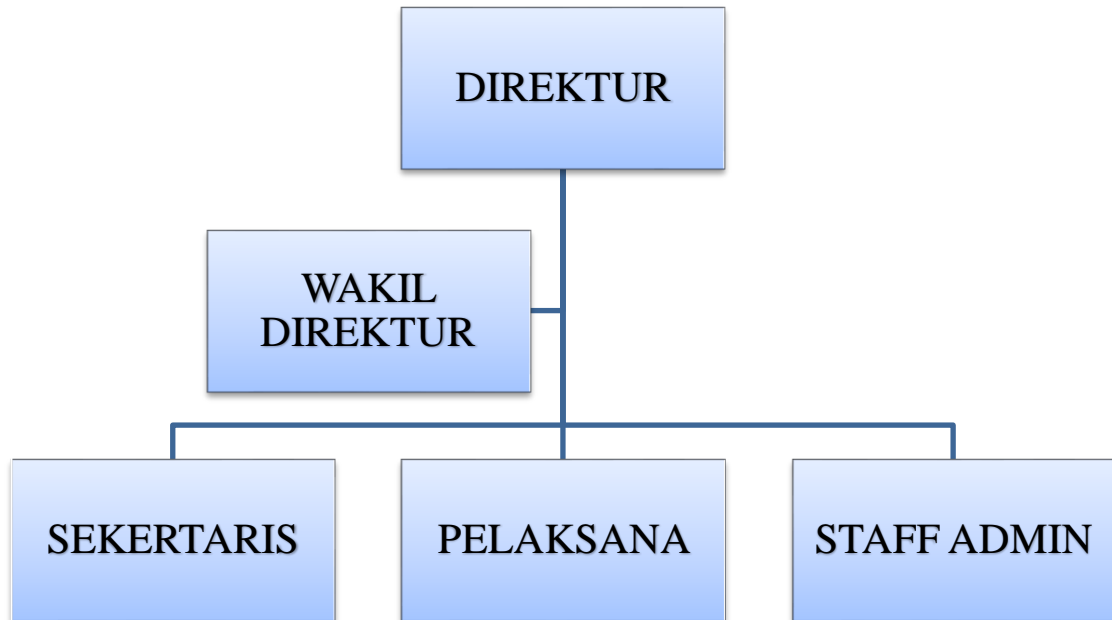 DIREKTUR
WAKIL
DIREKTUR
SEKERTARIS
PELAKSANA
STAFF ADMIN